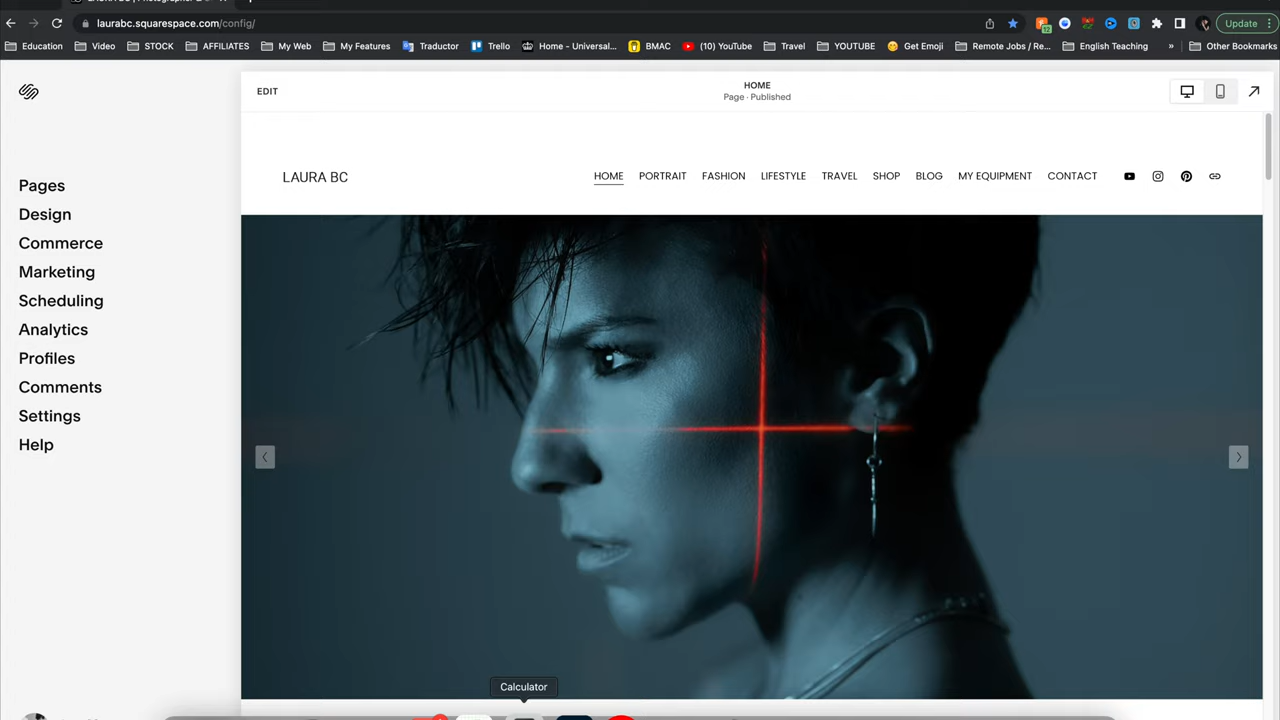 laurabc.squarespace.com/config/
Update
12
Education
Video
STOCK
AFFILIATES
My Web
My Features
Traductor
Trello
Home - Universal...
BMAC
(10) YouTube
Travel
YOUTUBE
Get Emoji
Remote Jobs / Re...
English Teaching
»
Other Bookmarks
EDIT
HOME
Page · Published
Pages
Design
Commerce
Marketing
Scheduling
Analytics
Profiles
Comments
Settings
Help
LAURA BC
HOME
PORTRAIT
FASHION
LIFESTYLE
TRAVEL
SHOP
BLOG
MY EQUIPMENT
CONTACT
Calculator